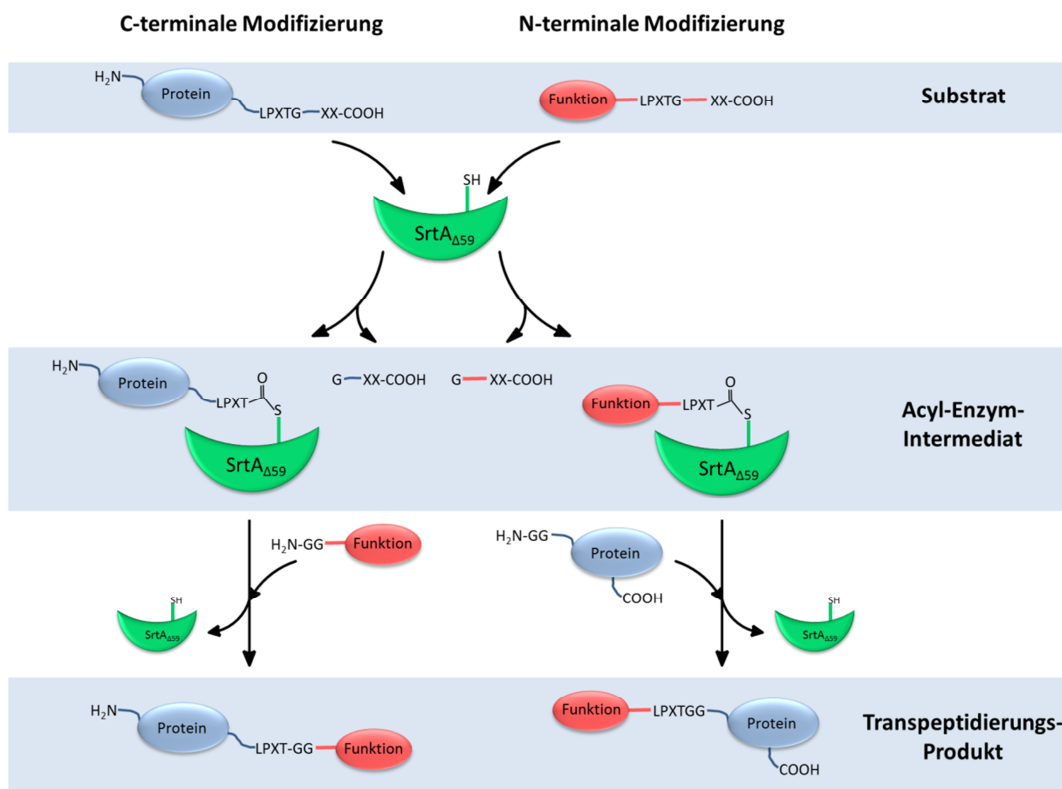 C-terminale Modifizierung
N-terminale Modifizierung
H2N
Protein
LPXTG
XX-COOH
Funktion
LPXTG
XX-COOH
Substrat
SH
SrtAΔ59
H2N
Protein
LPXT
O
S
SrtAΔ59
G
XX-COOH
G
XX-COOH
Funktion
LPXT
O
S
SrtAΔ59
Acyl-Enzym-
Intermediat
H2N-GG
Funktion
SH
SrtAΔ59
H2N-GG
Protein
COOH
SH
SrtAΔ59
H2N
Protein
LPXT-GG
Funktion
Funktion
LPXTGG
Protein
COOH
Transpeptidierungs-
Produkt